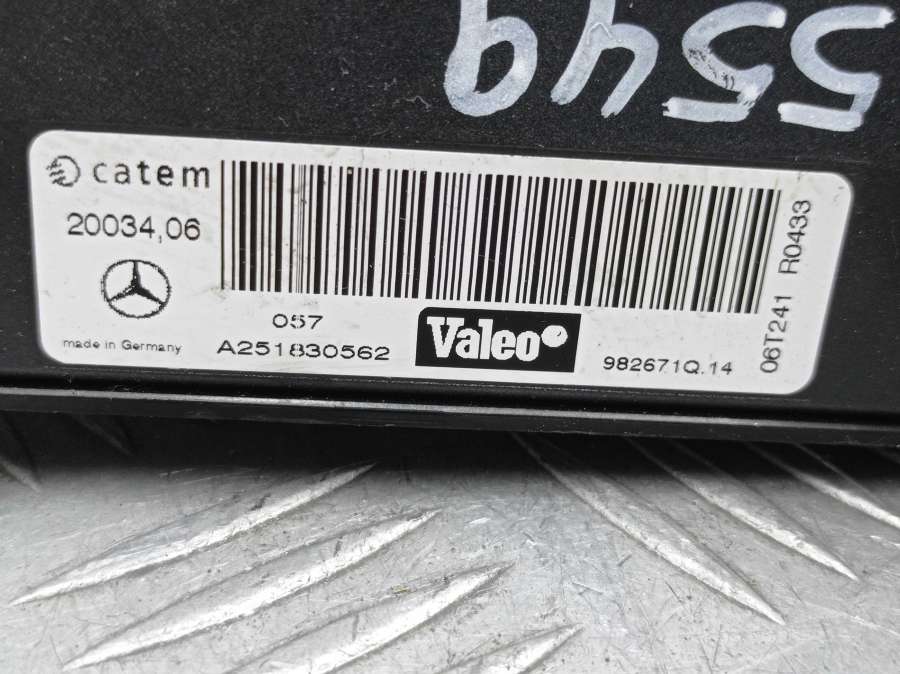 5549
catem
20034,06
made in Germany
057
A251830562
Valeo
982671Q.14
06T241 R0433